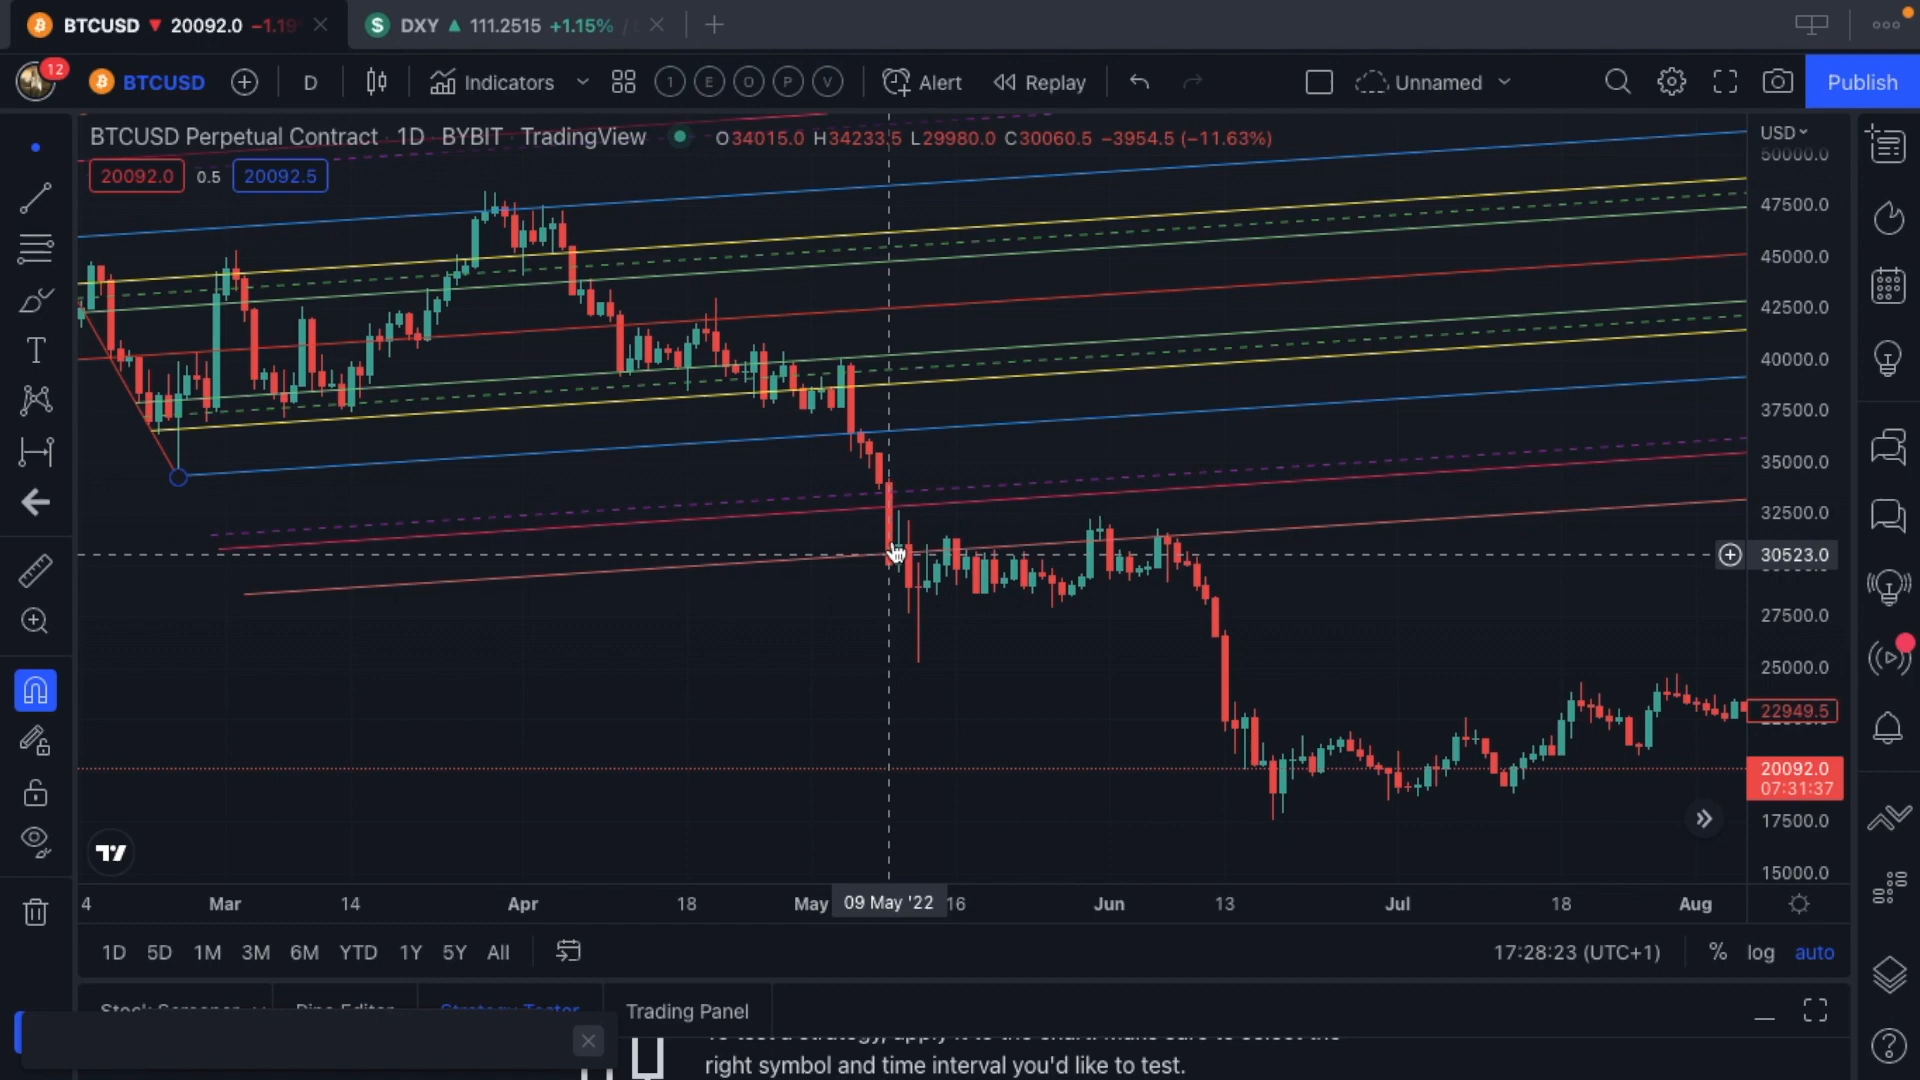 BTCUSD ▼ 20092.0 −1.19
DXY ▲ 111.2515 +1.15%
12
BTCUSD
D
Indicators
1 E O P V
Alert
Replay
Unnamed
Publish
BTCUSD Perpetual Contract · 1D · BYBIT · TradingView
O34015.0 H34233.5 L29980.0 C30060.5 −3954.5 (−11.63%)
20092.0 0.5 20092.5
USD
50000.0
47500.0
45000.0
42500.0
40000.0
37500.0
35000.0
32500.0
30523.0
27500.0
25000.0
22949.5
20092.0
07:31:37
17500.0
15000.0
4 Mar 14 Apr 18 May 09 May '22 16 Jun 13 Jul 18 Aug
1D 5D 1M 3M 6M YTD 1Y 5Y All
17:28:23 (UTC+1)
% log auto
Trading Panel
right symbol and time interval you'd like to test.